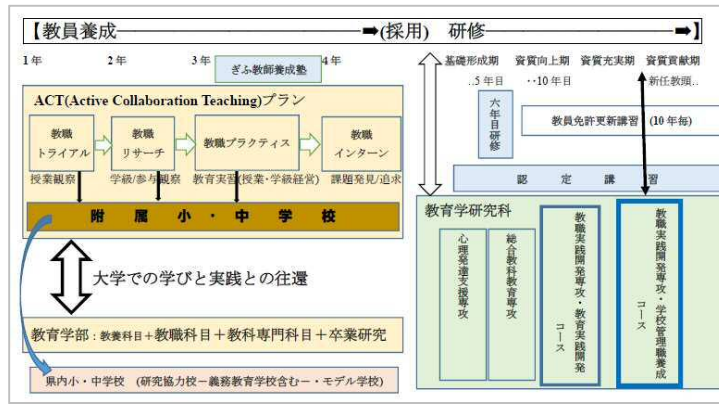 【教員養成――――――――――➡(採用) 研修――――――――――➡】
1年 2年 3年 4年
ぎふ教師養成塾
ACT(Active Collaboration Teaching)プラン
教職
トライアル
教職
リサーチ
教職プラクティス
教職
インターン
授業観察 学級/参与観察 教育実習(授業・学級経営) 課題発見/追求
附属小・中学校
大学での学びと実践との往還
教育学部：教養科目＋教職科目＋教科専門科目＋卒業研究
県内小・中学校 (研究協力校－義務教育学校含む－・モデル学校)
基礎形成期 資質向上期 資質充実期 資質貢献期
‥5年目 ‥10年目 新任教頭‥
六年目研修
教員免許更新講習 (10年毎)
認定講習
教育学研究科
心理発達支援専攻
総合教科教育専攻
教職実践開発専攻・教育実践開発
コース
教職実践開発専攻・学校管理職養成
コース